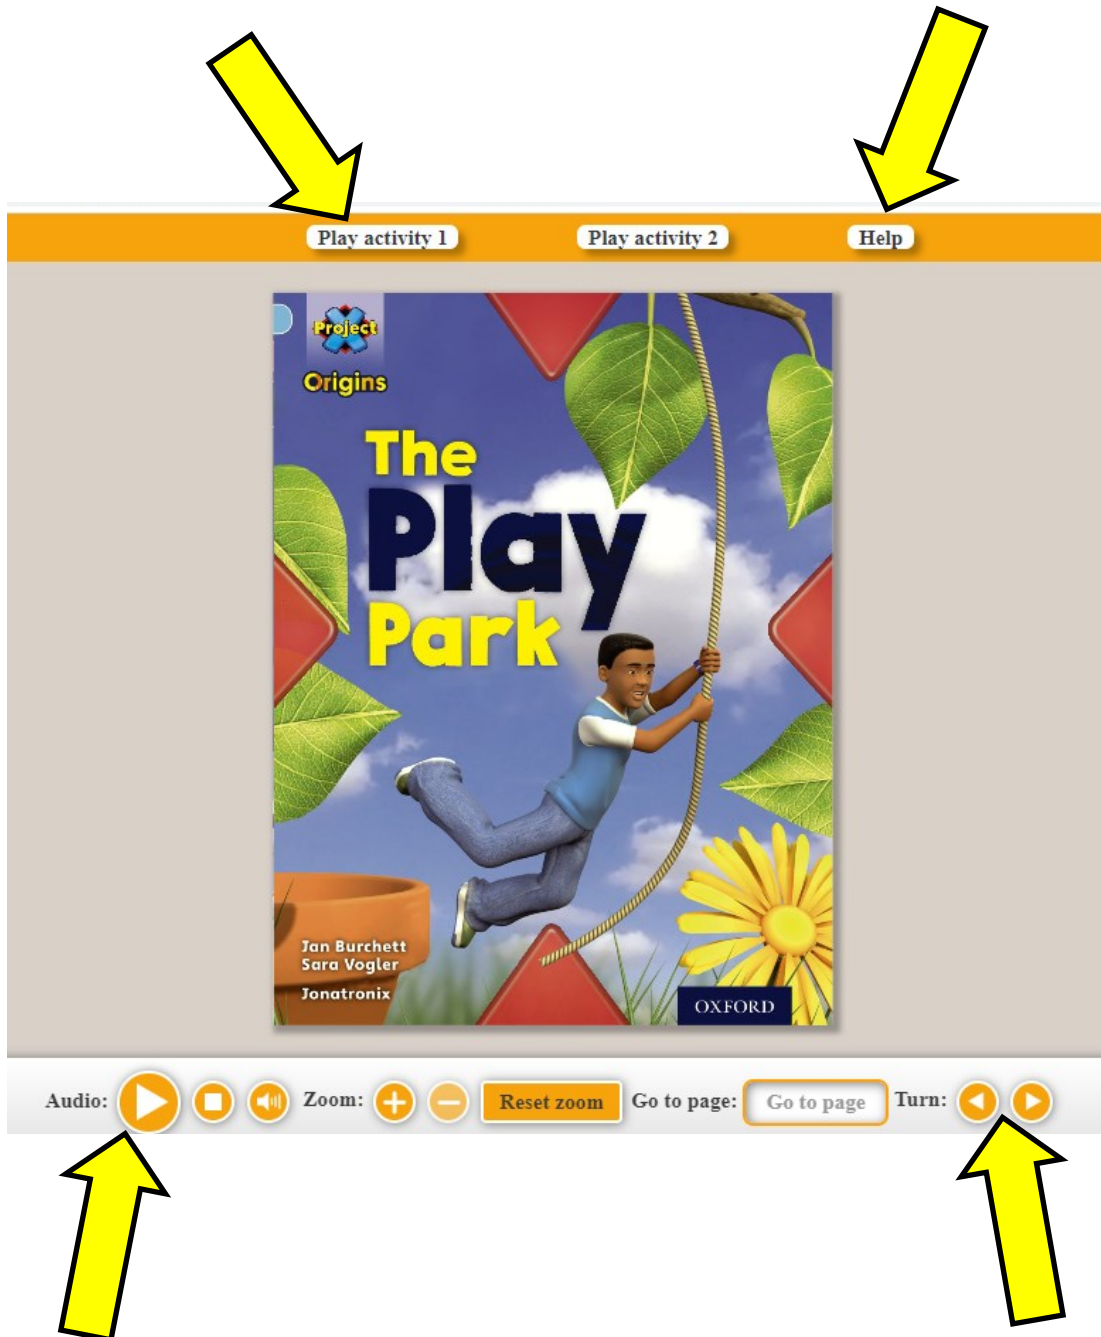 Play activity 1 Play activity 2 Help
Project
Origins
The
Play
Park
Jan Burchett
Sara Vogler
Jonatronix
OXFORD
Audio: Zoom: Reset zoom Go to page: Go to page Turn: